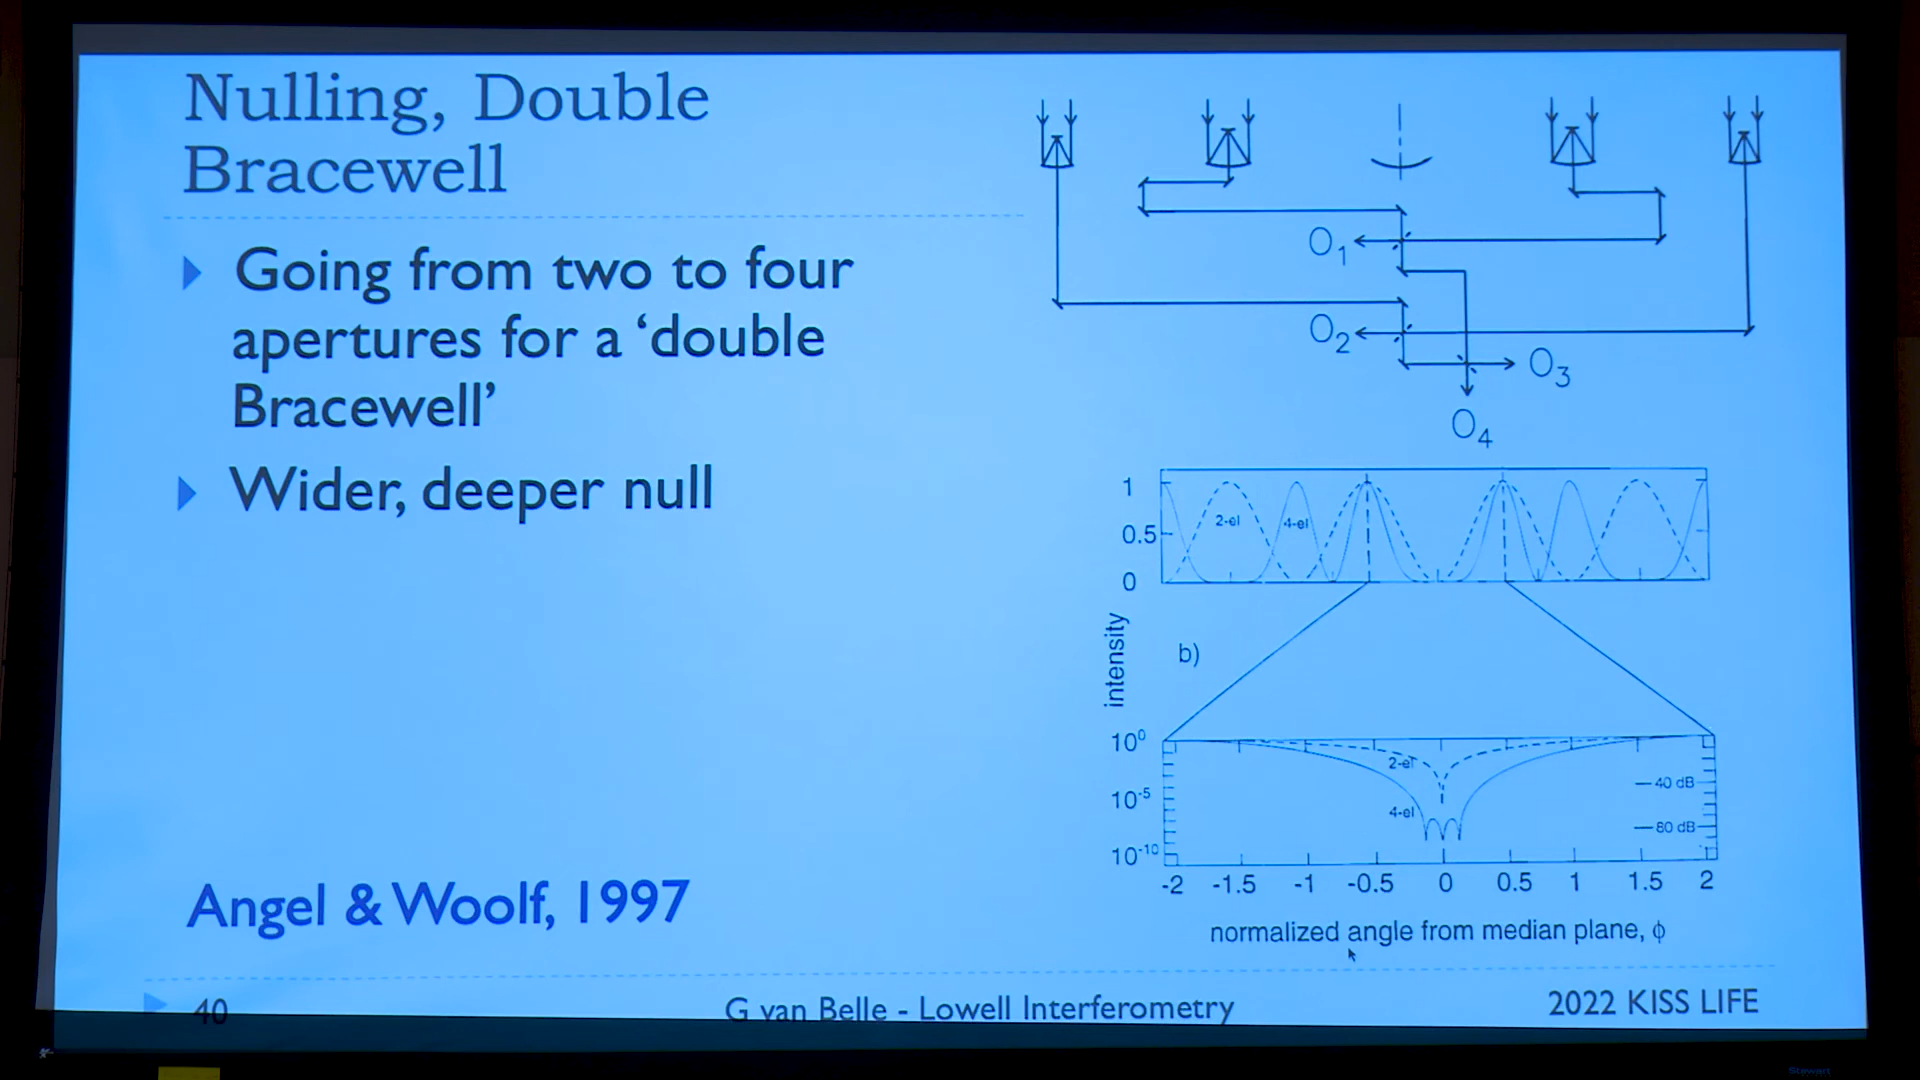 Nulling, Double
Bracewell
Going from two to four
apertures for a ‘double
Bracewell’
Wider, deeper null
Angel & Woolf, 1997
O1
O2
O3
O4
1
0.5
0
2-el
4-el
intensity
b)
10^0
10^-5
10^-10
2-el
4-el
40 dB
80 dB
-2 -1.5 -1 -0.5 0 0.5 1 1.5 2
normalized angle from median plane, ϕ
40
G van Belle - Lowell Interferometry
2022 KISS LIFE
Stewart